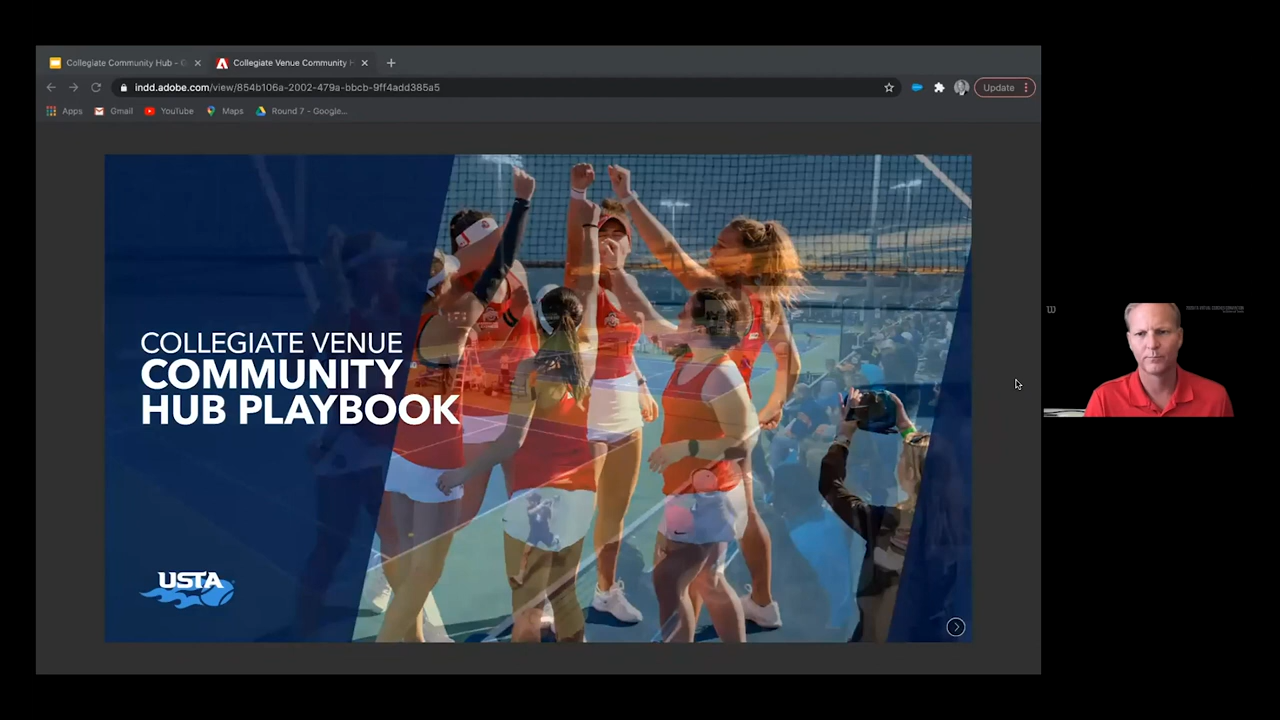 Collegiate Community Hub - G
Collegiate Venue Community H
indd.adobe.com/view/854b106a-2002-479a-bbcb-9ff4add385a5
Update
Apps
Gmail
YouTube
Maps
Round 7 - Google...
COLLEGIATE VENUE
COMMUNITY
HUB PLAYBOOK
USTA